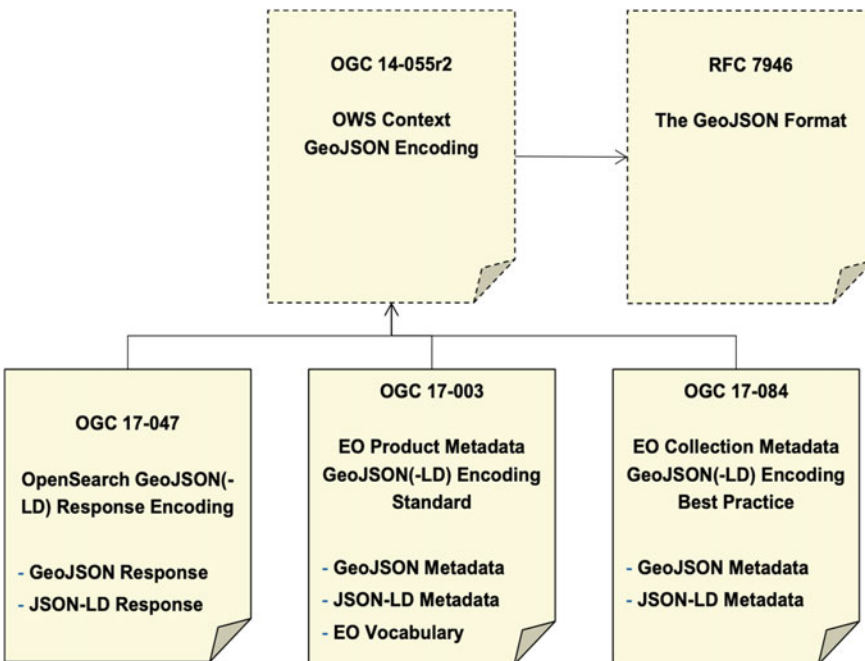 OGC 14-055r2
OWS Context
GeoJSON Encoding
RFC 7946
The GeoJSON Format
OGC 17-047
OpenSearch GeoJSON(-
LD) Response Encoding
- GeoJSON Response
- JSON-LD Response
OGC 17-003
EO Product Metadata
GeoJSON(-LD) Encoding
Standard
- GeoJSON Metadata
- JSON-LD Metadata
- EO Vocabulary
OGC 17-084
EO Collection Metadata
GeoJSON(-LD) Encoding
Best Practice
- GeoJSON Metadata
- JSON-LD Metadata